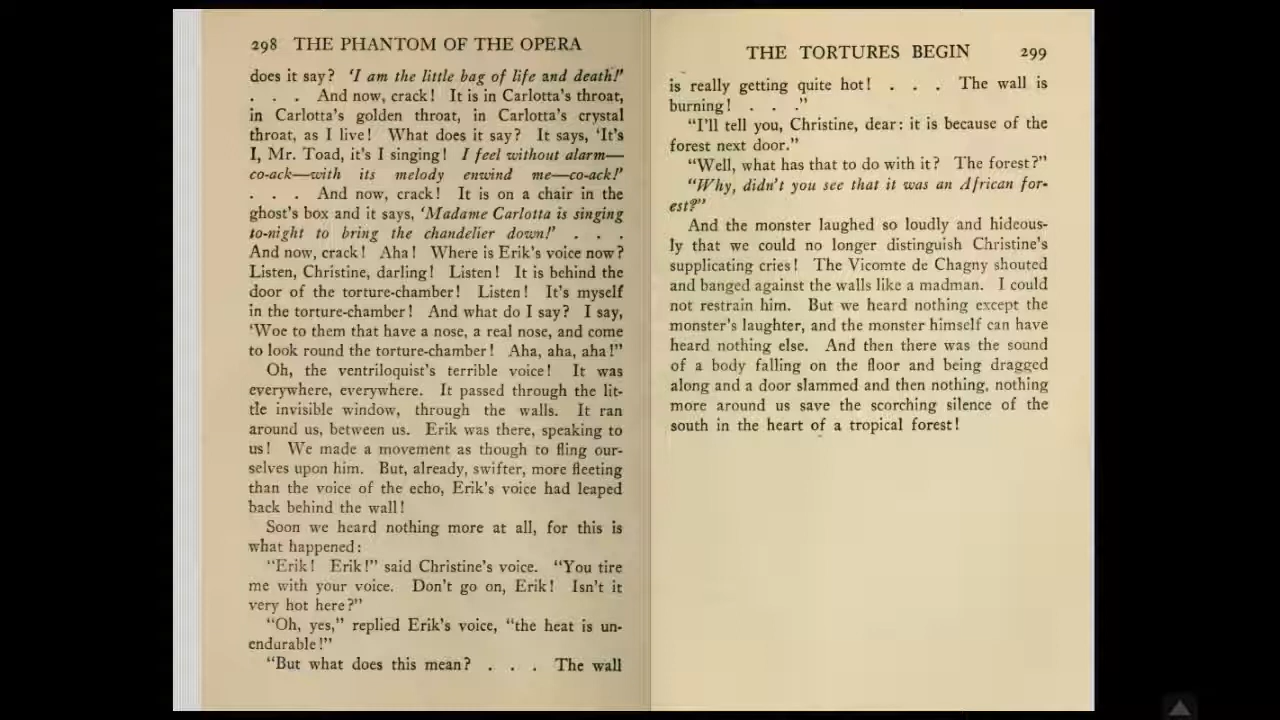 298 THE PHANTOM OF THE OPERA
does it say? 'I am the little bag of life and death!'
. . . And now, crack! It is in Carlotta's throat,
in Carlotta's golden throat, in Carlotta's crystal
throat, as I live! What does it say? It says, 'It's
I, Mr. Toad, it's I singing! I feel without alarm—
co-ack—with its melody enwind me—co-ack!'
. . . And now, crack! It is on a chair in the
ghost's box and it says, 'Madame Carlotta is singing
to-night to bring the chandelier down!' . . .
And now, crack! Aha! Where is Erik's voice now?
Listen, Christine, darling! Listen! It is behind the
door of the torture-chamber! Listen! It's myself
in the torture-chamber! And what do I say? I say,
'Woe to them that have a nose, a real nose, and come
to look round the torture-chamber! Aha, aha, aha!"
Oh, the ventriloquist's terrible voice! It was
everywhere, everywhere. It passed through the lit-
tle invisible window, through the walls. It ran
around us, between us. Erik was there, speaking to
us! We made a movement as though to fling our-
selves upon him. But, already, swifter, more fleeting
than the voice of the echo, Erik's voice had leaped
back behind the wall!
Soon we heard nothing more at all, for this is
what happened:
"Erik! Erik!" said Christine's voice. "You tire
me with your voice. Don't go on, Erik! Isn't it
very hot here?"
"Oh, yes," replied Erik's voice, "the heat is un-
endurable!"
"But what does this mean? . . . The wall
THE TORTURES BEGIN 299
is really getting quite hot! . . . The wall is
burning! . . ."
"I'll tell you, Christine, dear: it is because of the
forest next door."
"Well, what has that to do with it? The forest?"
"Why, didn't you see that it was an African for-
est?"
And the monster laughed so loudly and hideous-
ly that we could no longer distinguish Christine's
supplicating cries! The Vicomte de Chagny shouted
and banged against the walls like a madman. I could
not restrain him. But we heard nothing except the
monster's laughter, and the monster himself can have
heard nothing else. And then there was the sound
of a body falling on the floor and being dragged
along and a door slammed and then nothing, nothing
more around us save the scorching silence of the
south in the heart of a tropical forest!